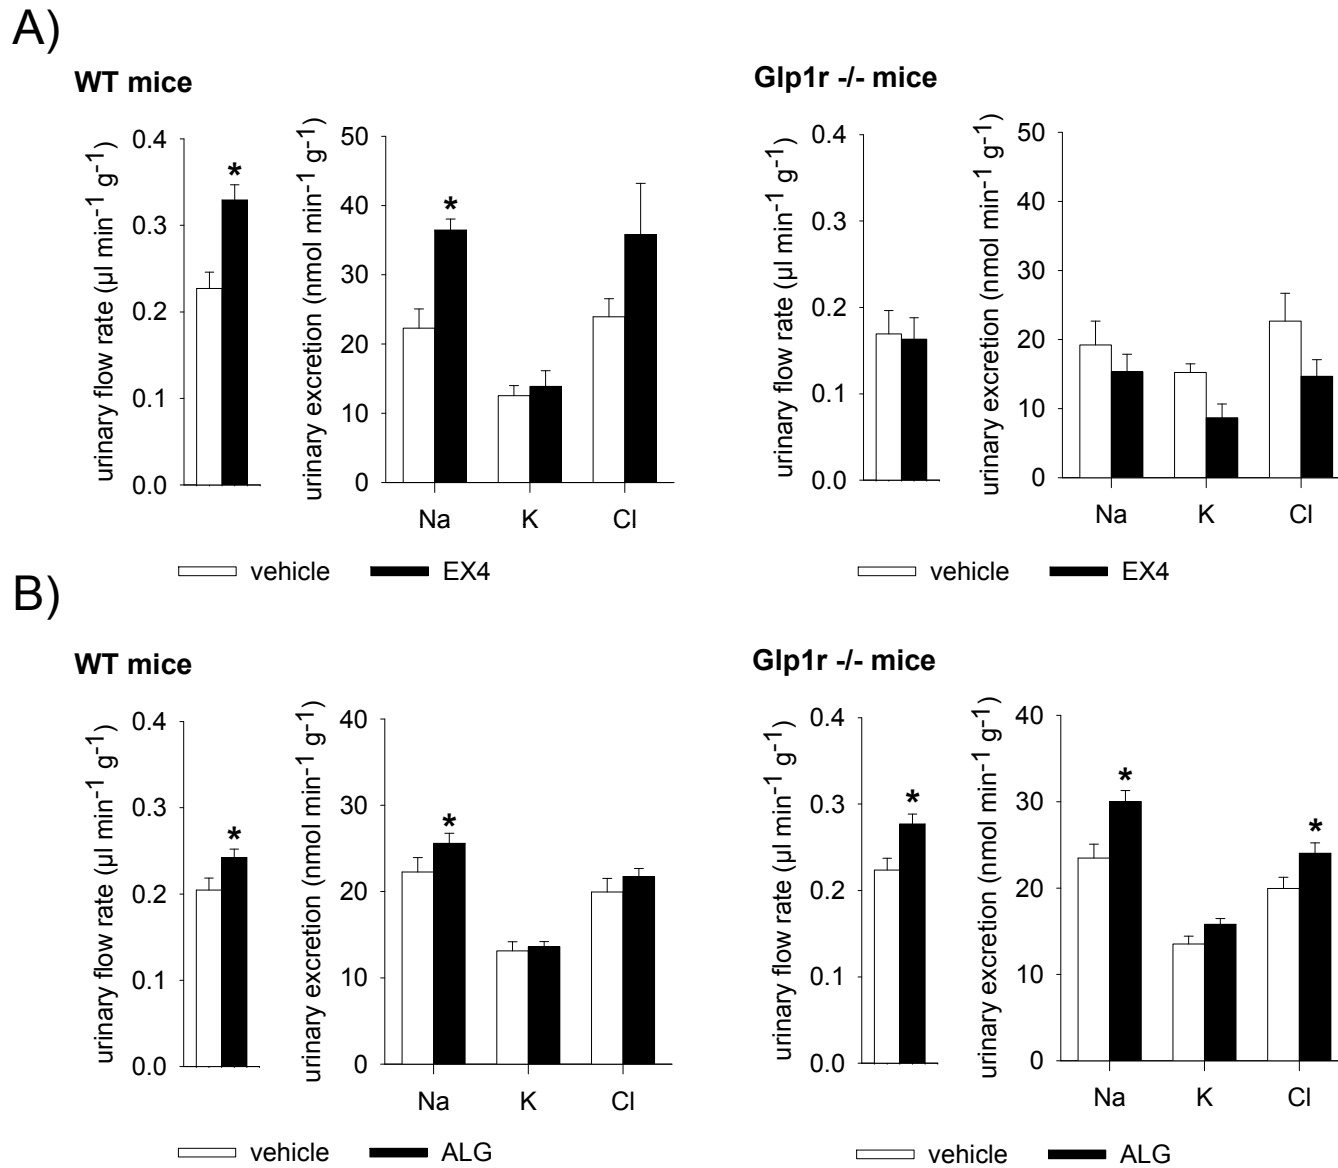 A)
WT mice
urinary flow rate (µl min⁻¹ g⁻¹)
0.4
0.3
0.2
0.1
0.0
*
urinary excretion (nmol min⁻¹ g⁻¹)
50
40
30
20
10
0
*
Na K Cl
vehicle EX4
Glp1r -/- mice
urinary flow rate (µl min⁻¹ g⁻¹)
0.4
0.3
0.2
0.1
0.0
urinary excretion (nmol min⁻¹ g⁻¹)
50
40
30
20
10
0
Na K Cl
vehicle EX4
B)
WT mice
urinary flow rate (µl min⁻¹ g⁻¹)
0.4
0.3
0.2
0.1
0.0
*
urinary excretion (nmol min⁻¹ g⁻¹)
40
30
20
10
0
*
Na K Cl
vehicle ALG
Glp1r -/- mice
urinary flow rate (µl min⁻¹ g⁻¹)
0.4
0.3
0.2
0.1
0.0
*
urinary excretion (nmol min⁻¹ g⁻¹)
40
30
20
10
0
*
*
Na K Cl
vehicle ALG